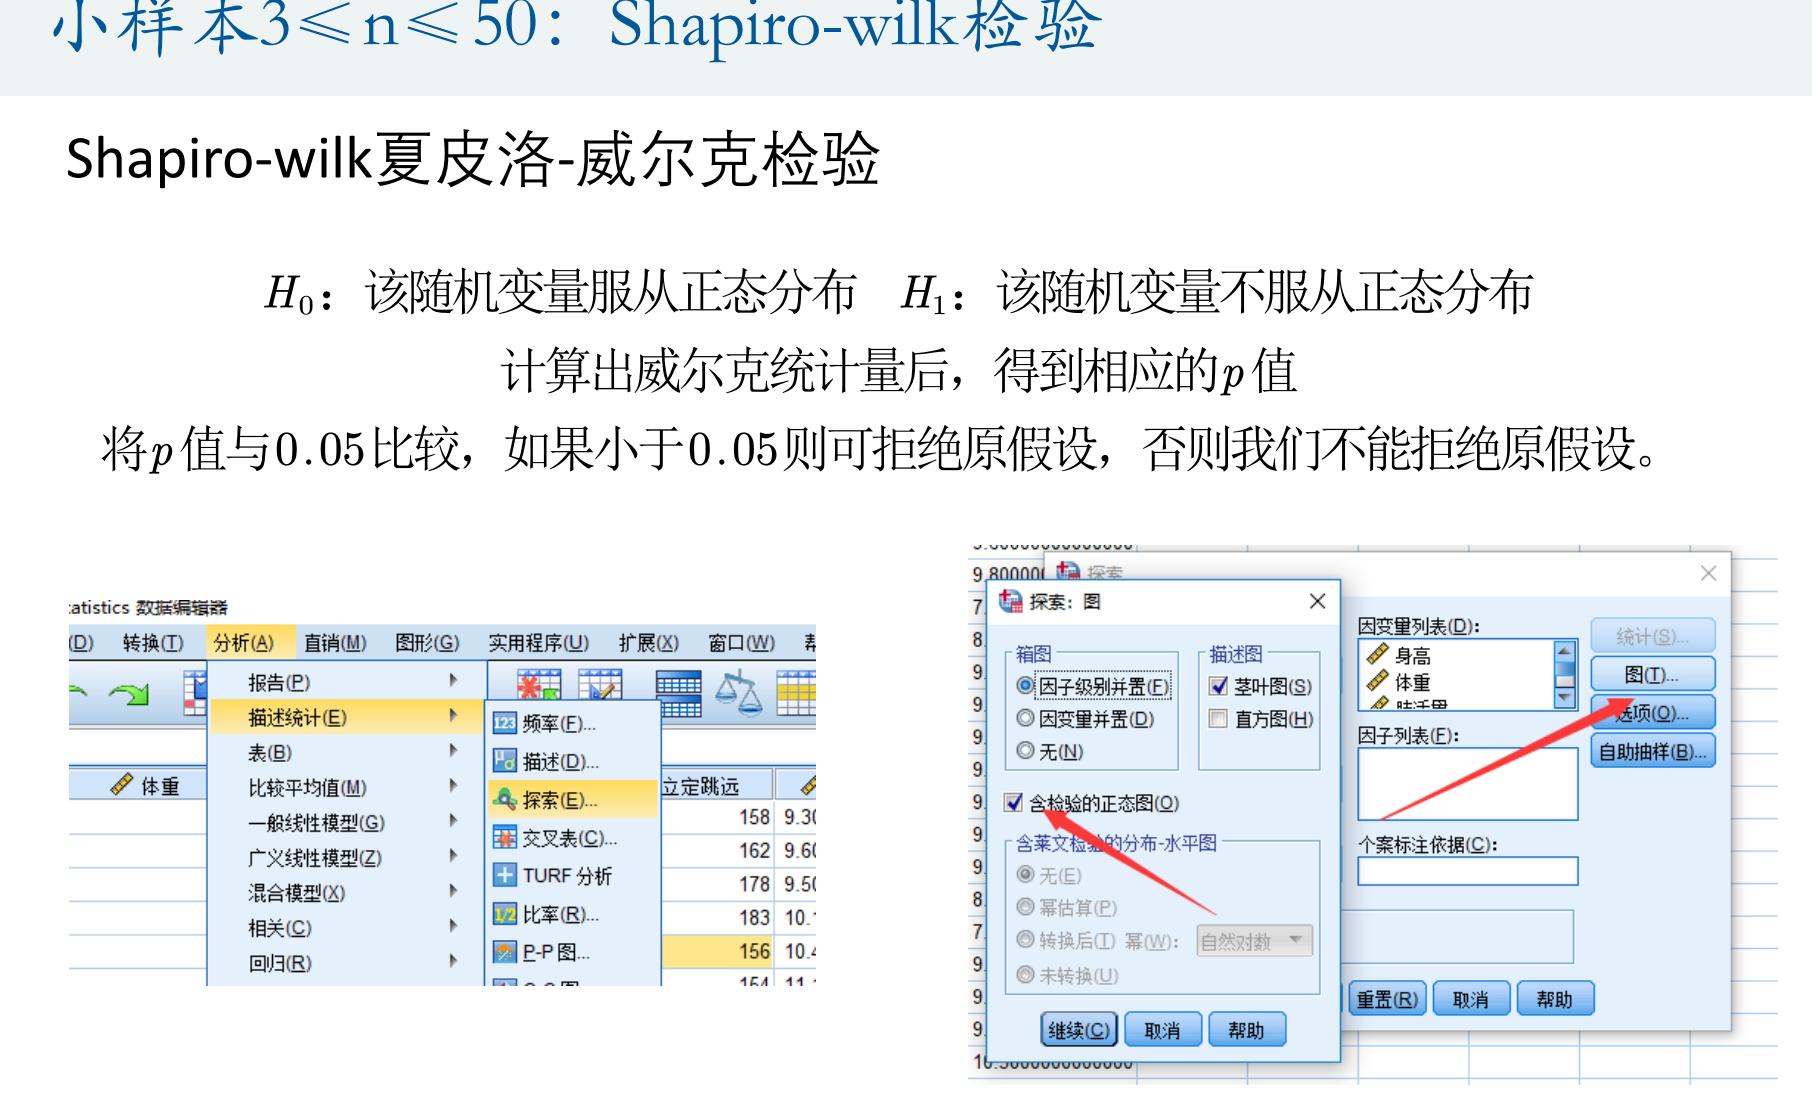 小样本3≤n≤50：Shapiro-wilk检验
Shapiro-wilk夏皮洛-威尔克检验
H₀：该随机变量服从正态分布 H₁：该随机变量不服从正态分布
计算出威尔克统计量后，得到相应的p值
将p值与0.05比较，如果小于0.05则可拒绝原假设，否则我们不能拒绝原假设。
tatistics 数据编辑器
(D) 转换(T) 分析(A) 直销(M) 图形(G) 实用程序(U) 扩展(X) 窗口(W)
报告(P)
描述统计(E)
表(B)
比较平均值(M)
一般线性模型(G)
广义线性模型(Z)
混合模型(X)
相关(C)
回归(R)
123 频率(F)...
描述(D)...
探索(E)...
交叉表(C)...
TURF 分析
1/2 比率(R)...
P-P 图...
体重
立定跳远
158 9.30
162 9.60
178 9.50
183 10.
156 10.4
154 11.
9.800000
7.
8.
9.
9.
9.
9.
9.
9.
9.
8.
7.
9.
9.
9.
探索
探索：图
箱图
因子级别并置(F)
因变量并置(D)
无(N)
描述图
茎叶图(S)
直方图(H)
含检验的正态图(O)
含莱文检验的分布-水平图
无(E)
幂估算(P)
转换后(T) 幂(W): 自然对数
未转换(U)
继续(C) 取消 帮助
因变量列表(D):
身高
体重
因子列表(F):
个案标注依据(C):
统计(S)...
图(T)...
选项(O)...
自助抽样(B)...
重置(R) 取消 帮助